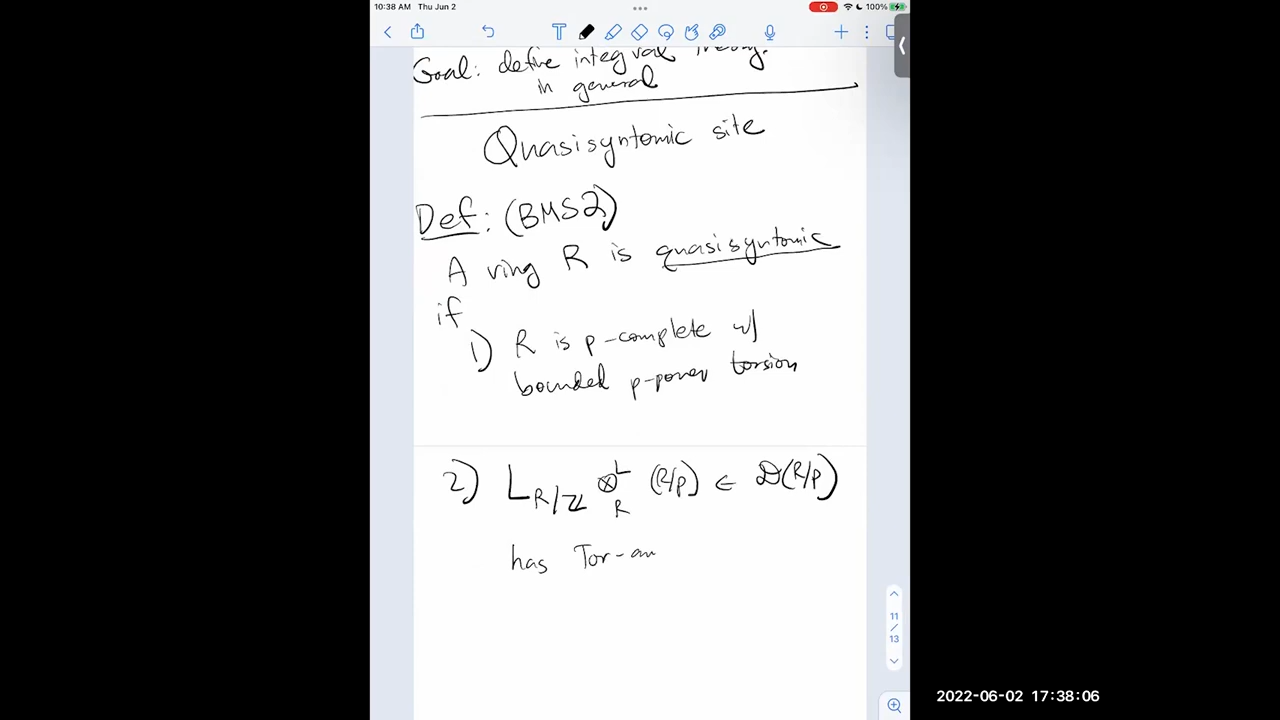 10:38 AM Thu Jun 2
100%
Goal: define integral theory.
in general
Quasisyntomic site
Def: (BMS2)
A ring R is quasisyntomic
if
1) R is p-complete w/
bounded p-power torsion
2) L_{R/ℤ} ⊗^L_R (R/p) ∈ 𝒟(R/p)
has Tor-am
11
/
13
2022-06-02 17:38:06